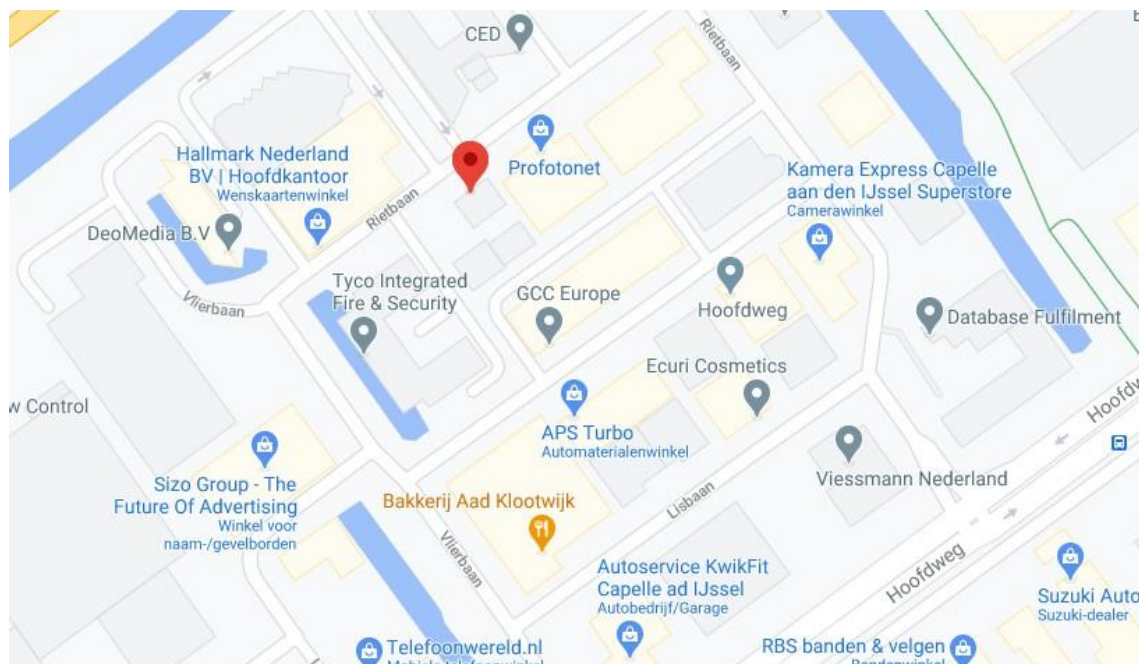 CED
Rietbaan
Hallmark Nederland
BV | Hoofdkantoor
Wenskaartenwinkel
Profotonet
Kamera Express Capelle
aan den IJssel Superstore
Camerawinkel
Rietbaan
DeoMedia B.V
Tyco Integrated
Fire & Security
GCC Europe
Vlierbaan
Hoofdweg
Database Fulfilment
Ecuri Cosmetics
w Control
Hoofdw
APS Turbo
Automaterialenwinkel
Sizo Group - The
Future Of Advertising
Winkel voor
naam-/gevelborden
Viessmann Nederland
Bakkerij Aad Klootwijk
Lisbaan
Vlierbaan
Autoservice KwikFit
Capelle ad IJssel
Autobedrijf/Garage
Hoofdweg
Suzuki Auto
Suzuki-dealer
Telefoonwereld.nl
RBS banden & velgen